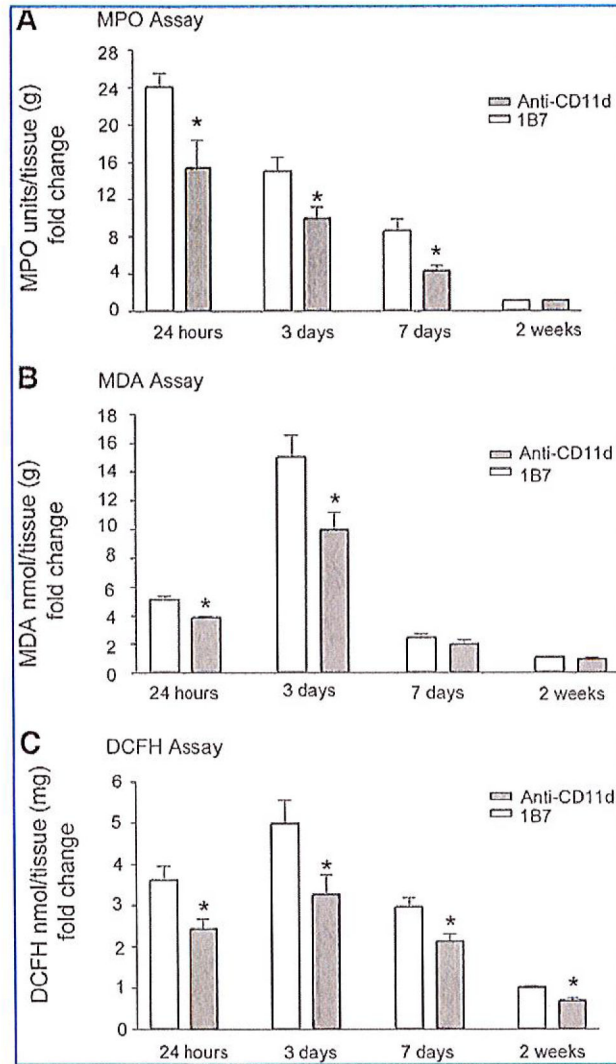 A
MPO Assay
MPO units/tissue (g)
fold change
28
24
20
16
12
8
4
0
Anti-CD11d
1B7
*
*
*
24 hours
3 days
7 days
2 weeks
B
MDA Assay
MDA nmol/tissue (g)
fold change
18
16
14
12
10
8
6
4
2
0
Anti-CD11d
1B7
*
*
24 hours
3 days
7 days
2 weeks
C
DCFH Assay
DCFH nmol/tissue (mg)
fold change
6
5
4
3
2
1
0
Anti-CD11d
1B7
*
*
*
*
24 hours
3 days
7 days
2 weeks